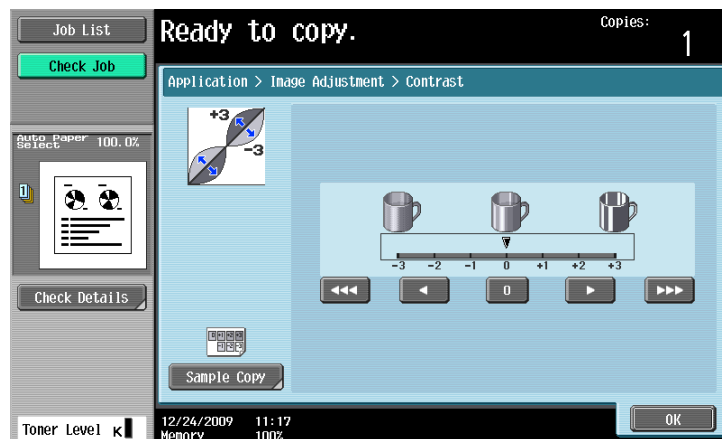 Job List
Ready to copy.
Copies:
1
Check Job
Application > Image Adjustment > Contrast
+3
-3
Auto Paper
Select
100.0%
-3 -2 -1 0 +1 +2 +3
0
Check Details
Sample Copy
OK
Toner Level K
12/24/2009 11:17
Memory 100%